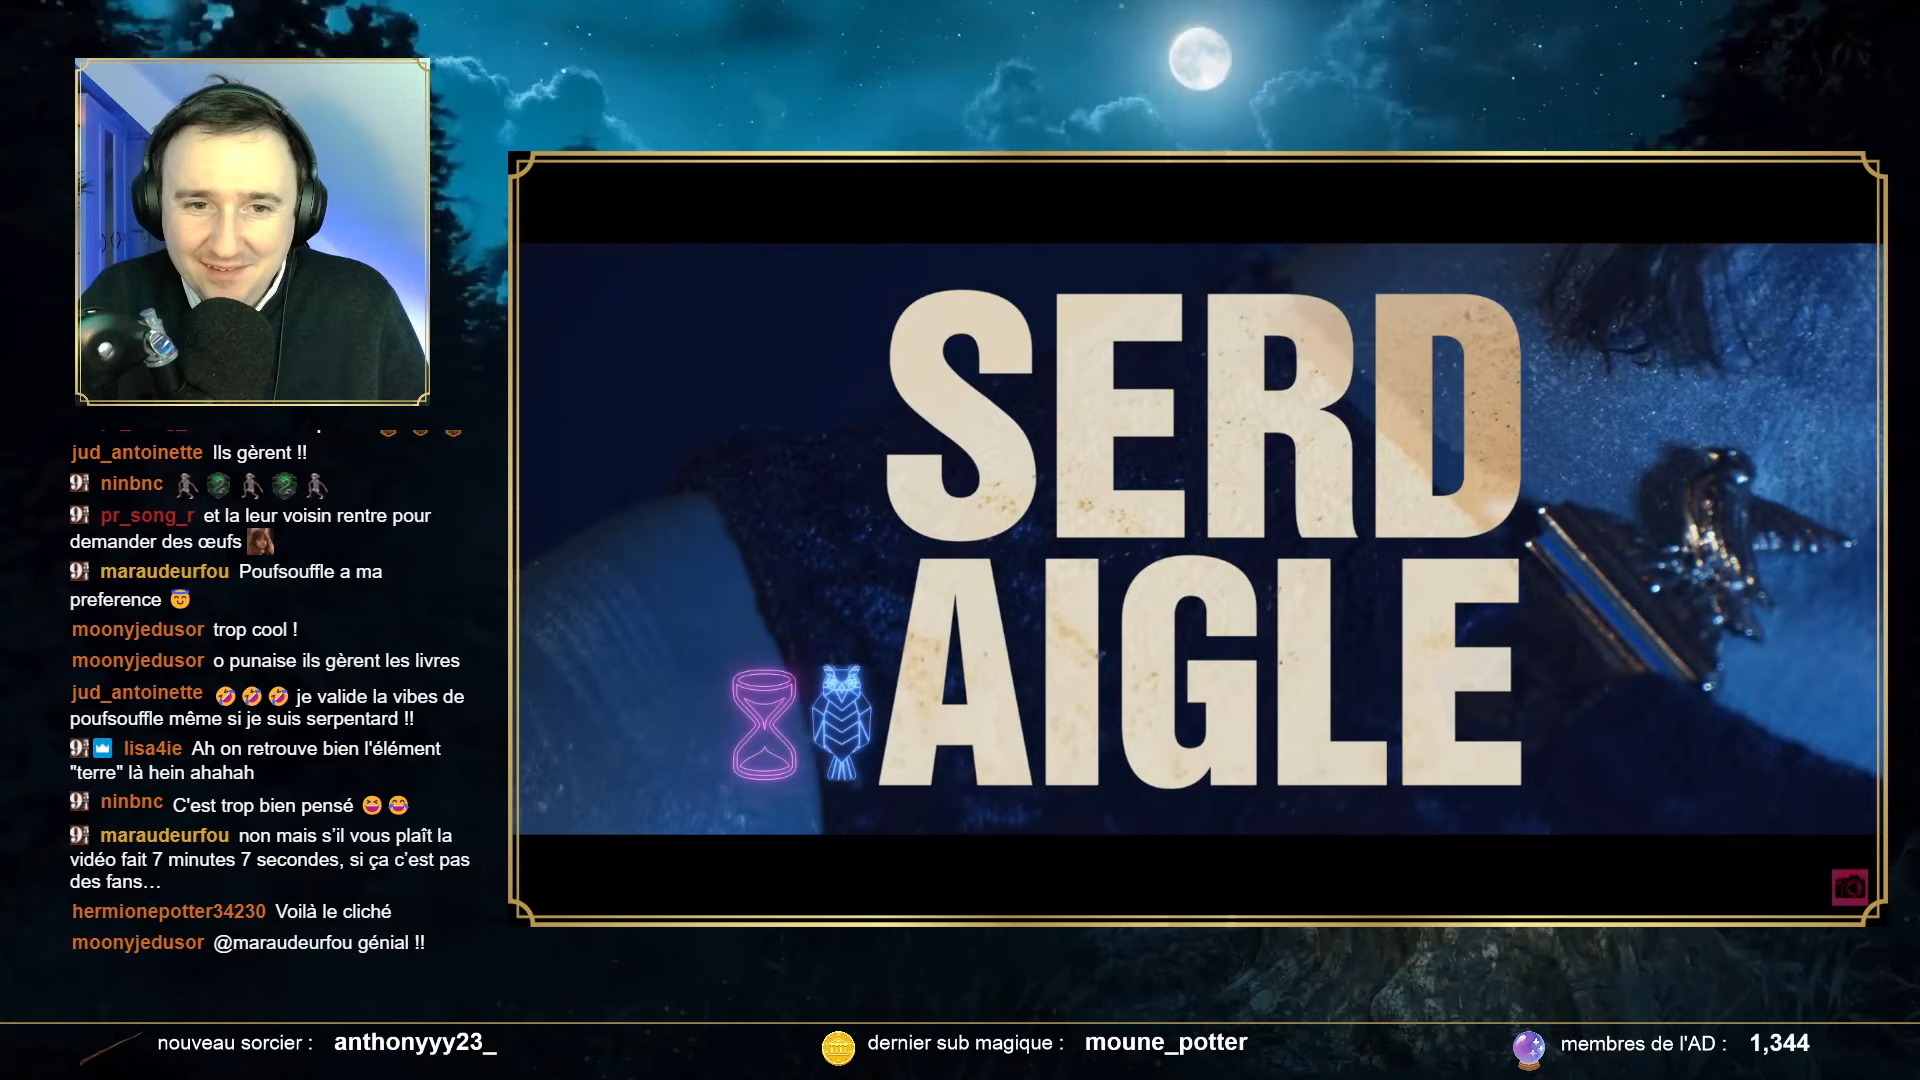 jud_antoinette Ils gèrent !!
ninbnc
pr_song_r et la leur voisin rentre pour
demander des œufs
maraudeurfou Poufsouffle a ma
preference
moonyjedusor trop cool !
moonyjedusor o punaise ils gèrent les livres
jud_antoinette je valide la vibes de
poufsouffle même si je suis serpentard !!
lisa4ie Ah on retrouve bien l'élément
"terre" là hein ahahah
ninbnc C'est trop bien pensé
maraudeurfou non mais s’il vous plaît la
vidéo fait 7 minutes 7 secondes, si ça c’est pas
des fans…
hermionepotter34230 Voilà le cliché
moonyjedusor @maraudeurfou génial !!
SERD
AIGLE
nouveau sorcier : anthonyyy23_
dernier sub magique : moune_potter
membres de l'AD : 1,344